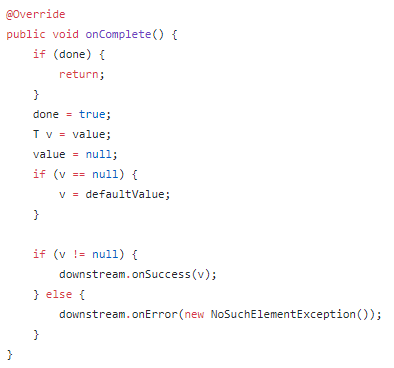 @Override
public void onComplete() {
    if (done) {
        return;
    }
    done = true;
    T v = value;
    value = null;
    if (v == null) {
        v = defaultValue;
    }

    if (v != null) {
        downstream.onSuccess(v);
    } else {
        downstream.onError(new NoSuchElementException());
    }
}